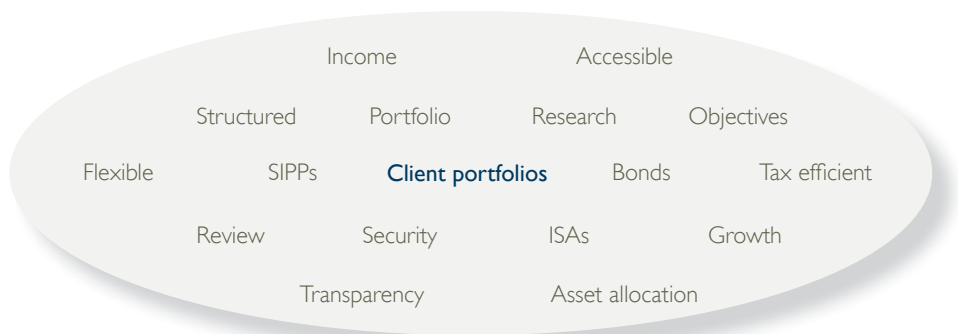 Income Accessible
Structured Portfolio Research Objectives
Flexible SIPPs Client portfolios Bonds Tax efficient
Review Security ISAs Growth
Transparency Asset allocation